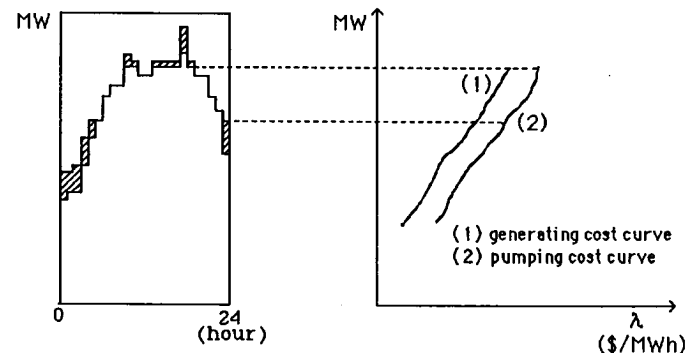 MW
0
24
(hour)
MW
(1)
(2)
(1) generating cost curve
(2) pumping cost curve
λ
($/MWh)